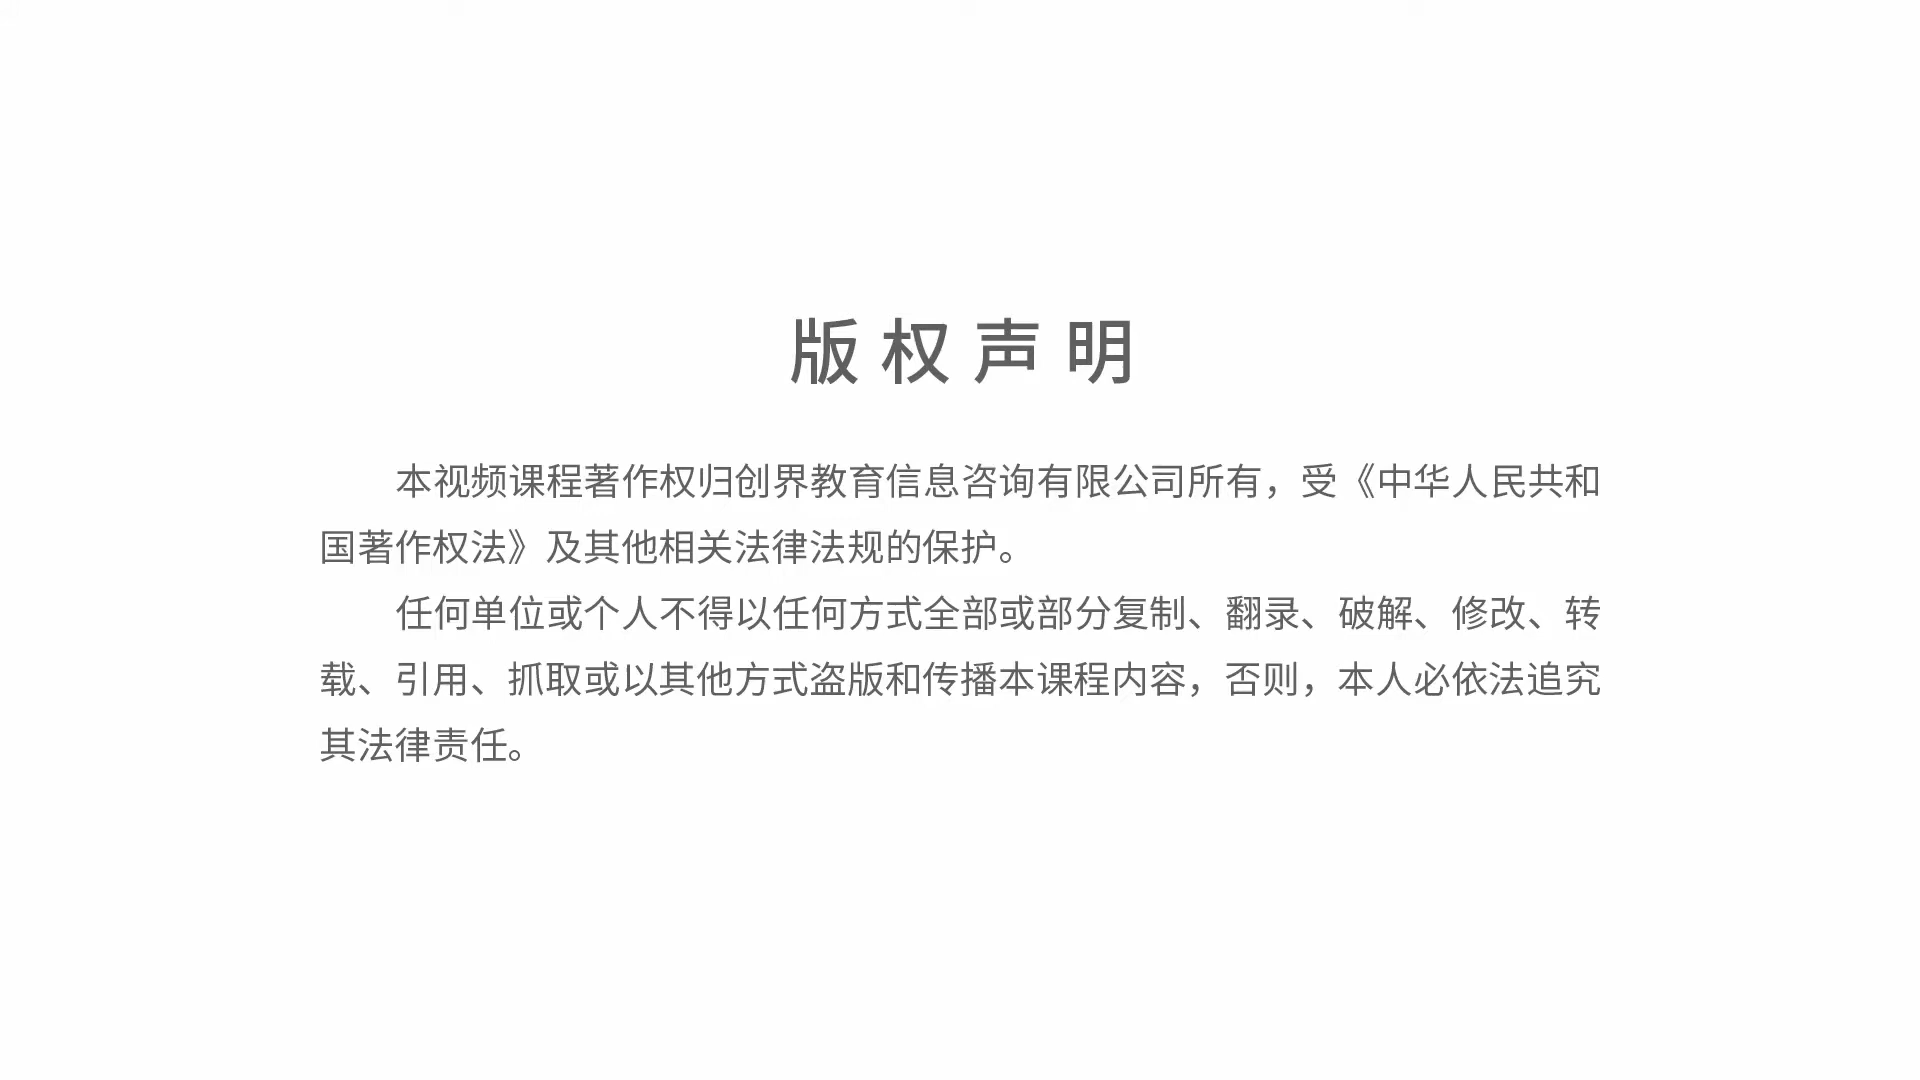 版权声明
本视频课程著作权归创界教育信息咨询有限公司所有，受《中华人民共和
国著作权法》及其他相关法律法规的保护。
任何单位或个人不得以任何方式全部或部分复制、翻录、破解、修改、转
载、引用、抓取或以其他方式盗版和传播本课程内容，否则，本人必依法追究
其法律责任。